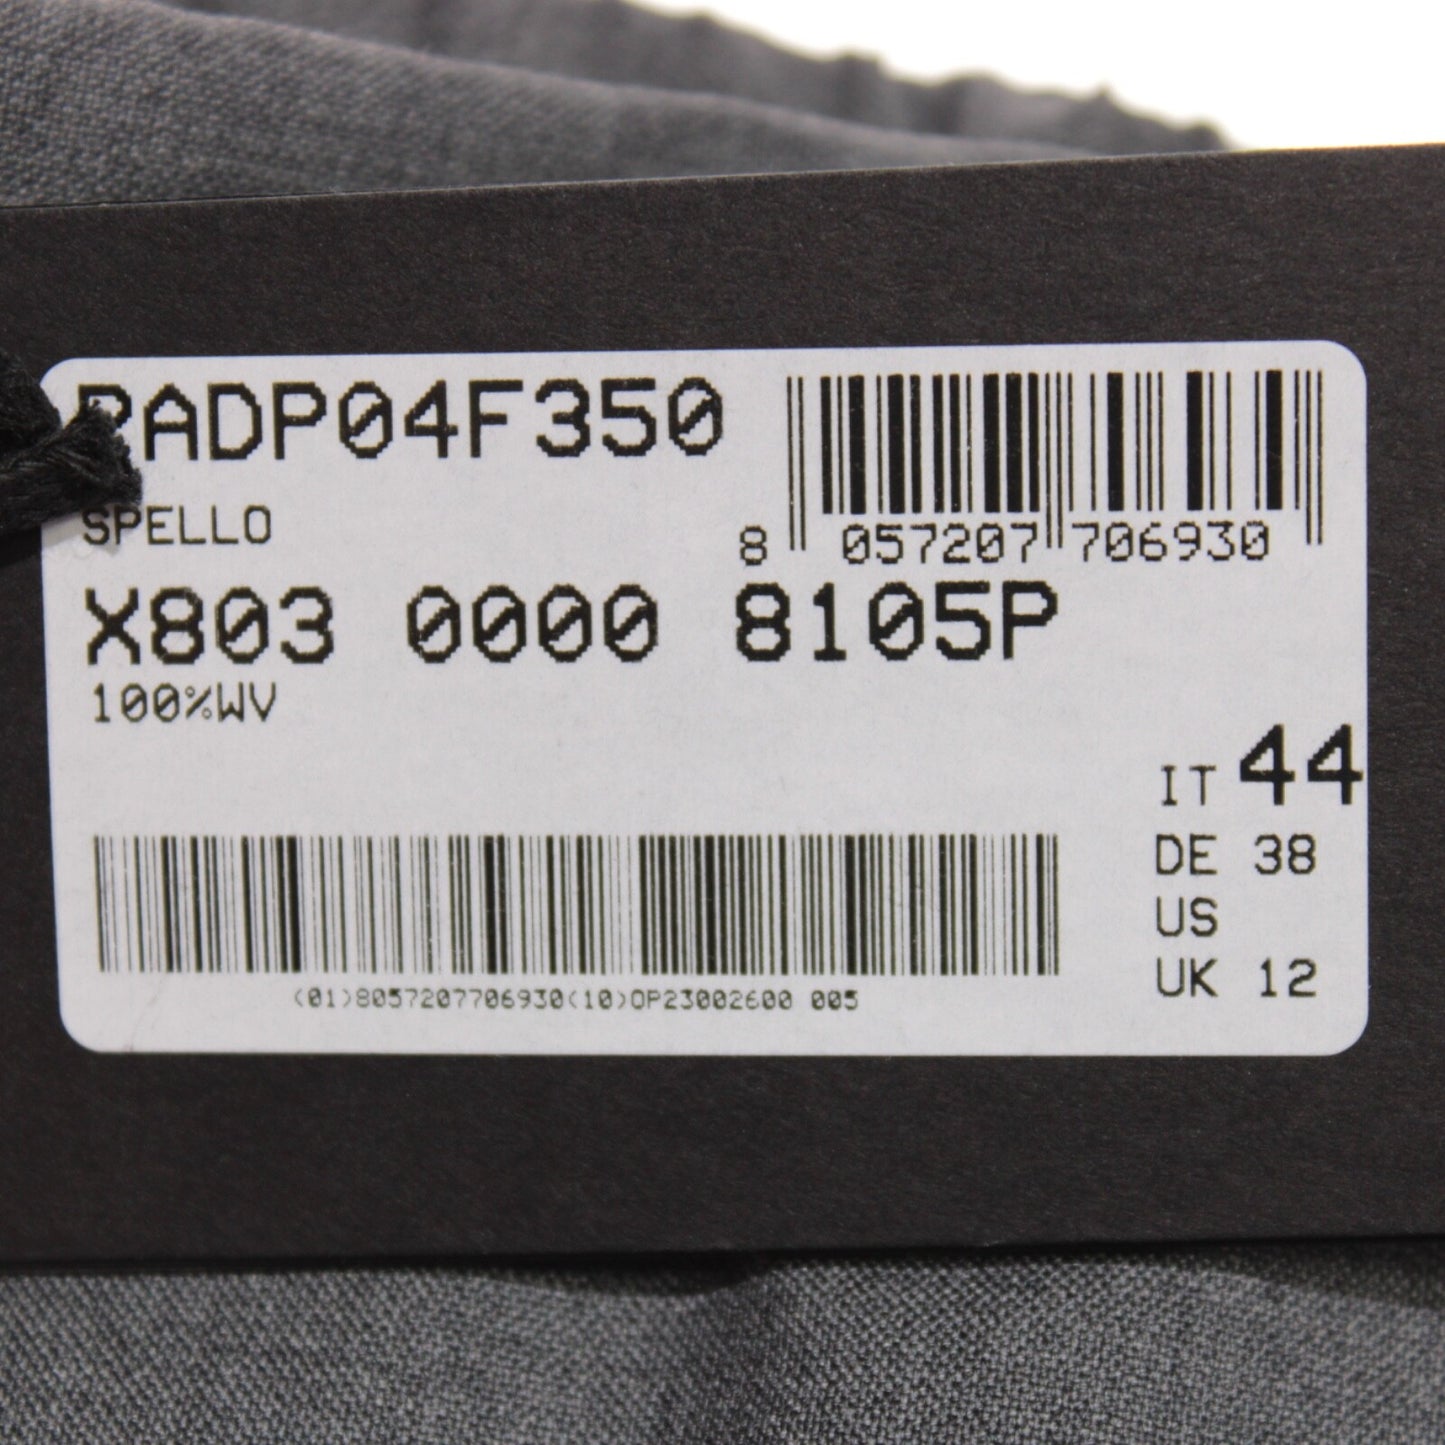 PADP04F350
SPELLO
8 057207 706930
X803 0000 8105P
100%WV
IT 44
DE 38
US
UK 12
(01)8057207706930(10)OP23002600 005